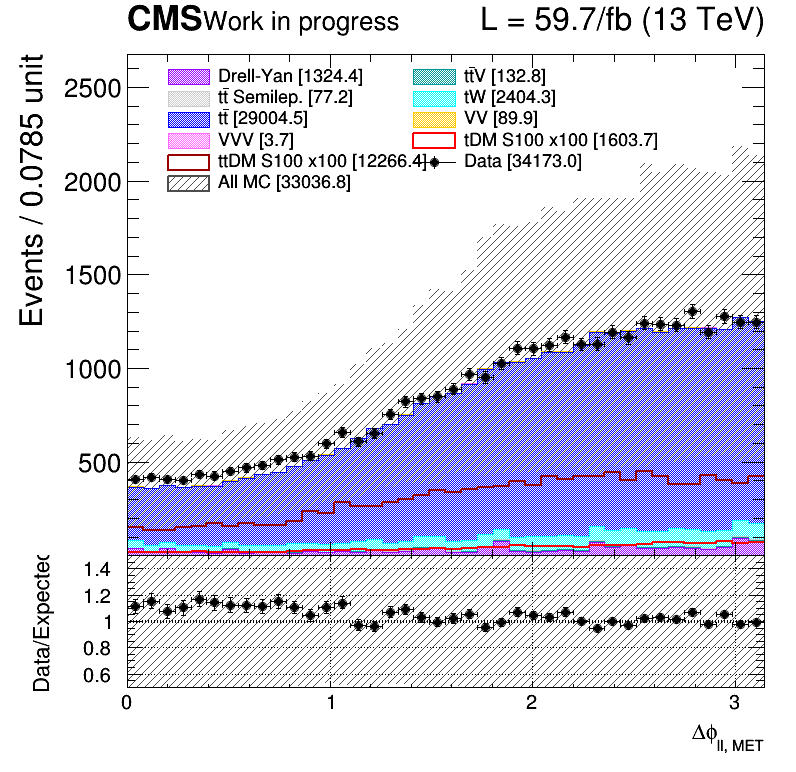 CMS Work in progress L = 59.7/fb (13 TeV)
Events / 0.0785 unit
2500
2000
1500
1000
500
Drell-Yan [1324.4] tt̄V [132.8]
tt̄ Semilep. [77.2] tW [2404.3]
tt̄ [29004.5] VV [89.9]
VVV [3.7] tDM S100 x100 [1603.7]
ttDM S100 x100 [12266.4] Data [34173.0]
All MC [33036.8]
Data/Expected
1.4
1.2
1
0.8
0.6
0 1 2 3
Δϕll, MET